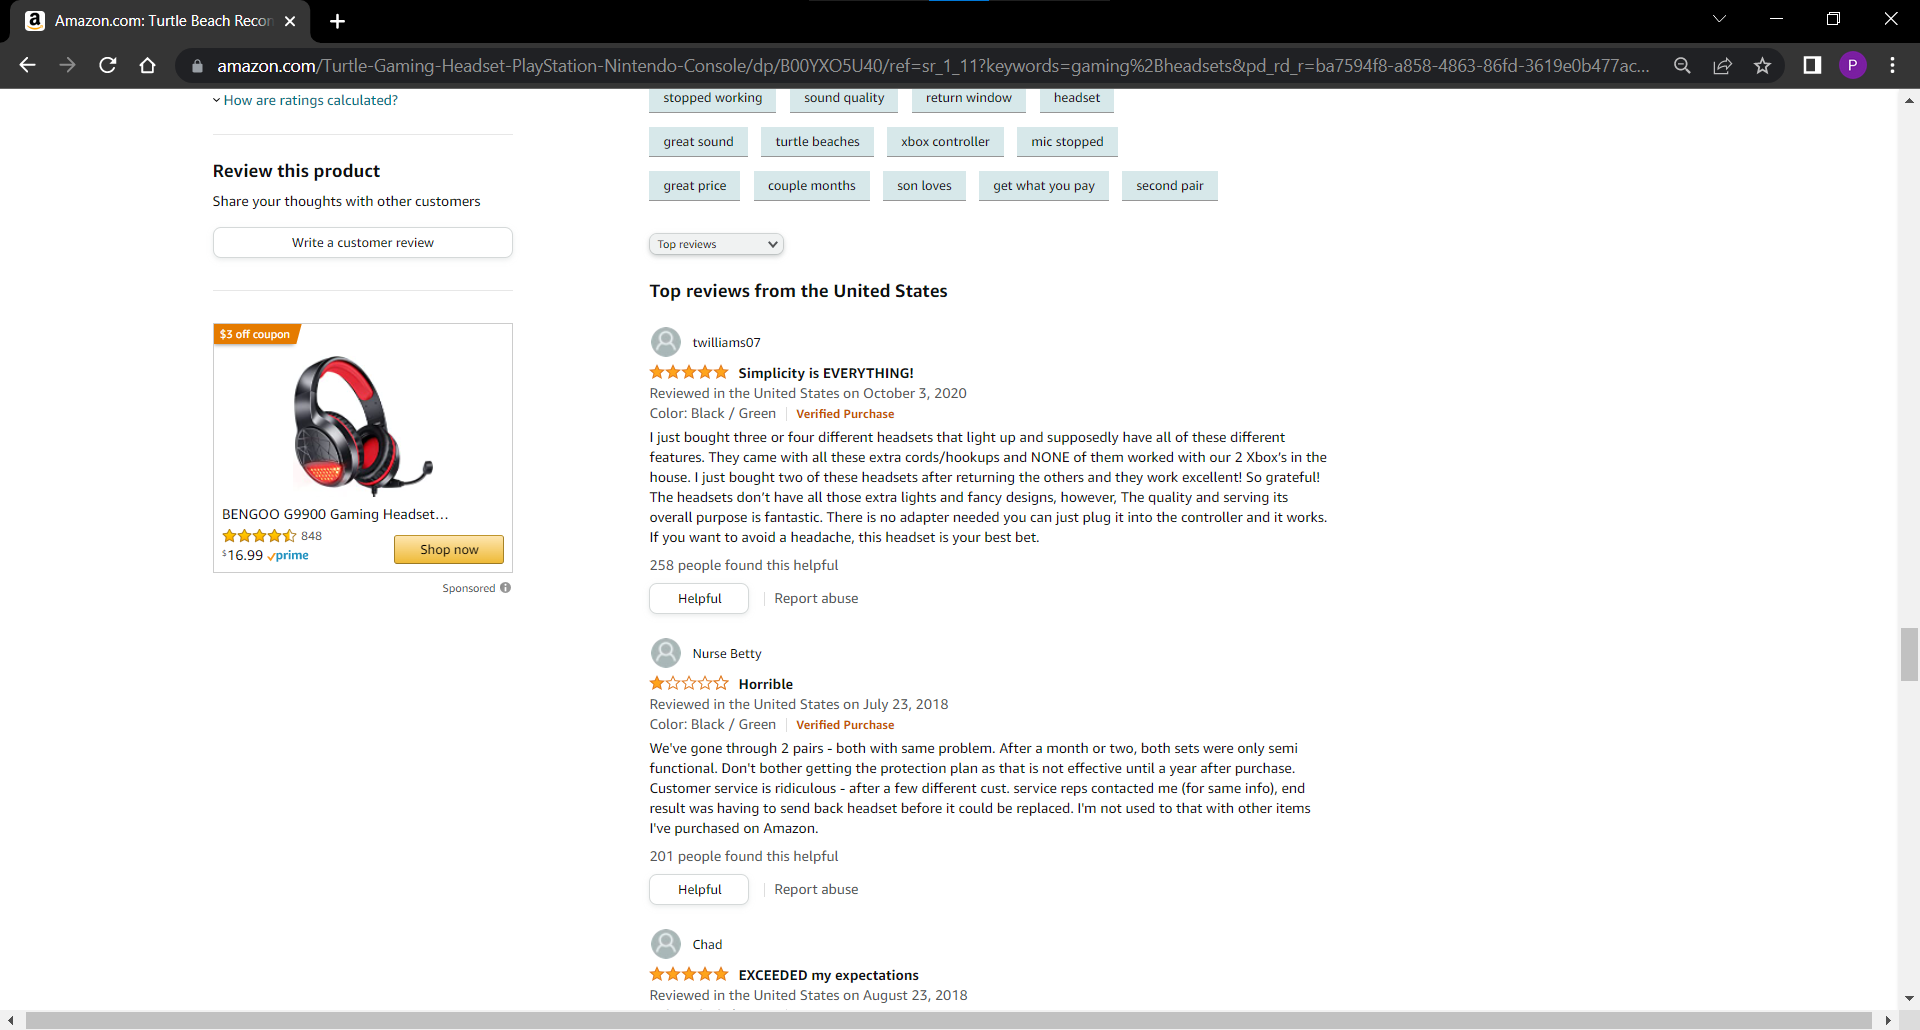 Amazon.com: Turtle Beach Recon
amazon.com/Turtle-Gaming-Headset-PlayStation-Nintendo-Console/dp/B00YXO5U40/ref=sr_1_11?keywords=gaming%2Bheadsets&pd_rd_r=ba7594f8-a858-4863-86fd-3619e0b477ac...
P
How are ratings calculated?
Review this product
Share your thoughts with other customers
Write a customer review
$3 off coupon
BENGOO G9900 Gaming Headset…
848
$16.99 prime
Shop now
Sponsored
stopped working sound quality return window headset
great sound turtle beaches xbox controller mic stopped
great price couple months son loves get what you pay second pair
Top reviews
Top reviews from the United States
twilliams07
Simplicity is EVERYTHING!
Reviewed in the United States on October 3, 2020
Color: Black / Green | Verified Purchase
I just bought three or four different headsets that light up and supposedly have all of these different
features. They came with all these extra cords/hookups and NONE of them worked with our 2 Xbox’s in the
house. I just bought two of these headsets after returning the others and they work excellent! So grateful!
The headsets don’t have all those extra lights and fancy designs, however, The quality and serving its
overall purpose is fantastic. There is no adapter needed you can just plug it into the controller and it works.
If you want to avoid a headache, this headset is your best bet.
258 people found this helpful
Helpful | Report abuse
Nurse Betty
Horrible
Reviewed in the United States on July 23, 2018
Color: Black / Green | Verified Purchase
We've gone through 2 pairs - both with same problem. After a month or two, both sets were only semi
functional. Don't bother getting the protection plan as that is not effective until a year after purchase.
Customer service is ridiculous - after a few different cust. service reps contacted me (for same info), end
result was having to send back headset before it could be replaced. I'm not used to that with other items
I've purchased on Amazon.
201 people found this helpful
Helpful | Report abuse
Chad
EXCEEDED my expectations
Reviewed in the United States on August 23, 2018